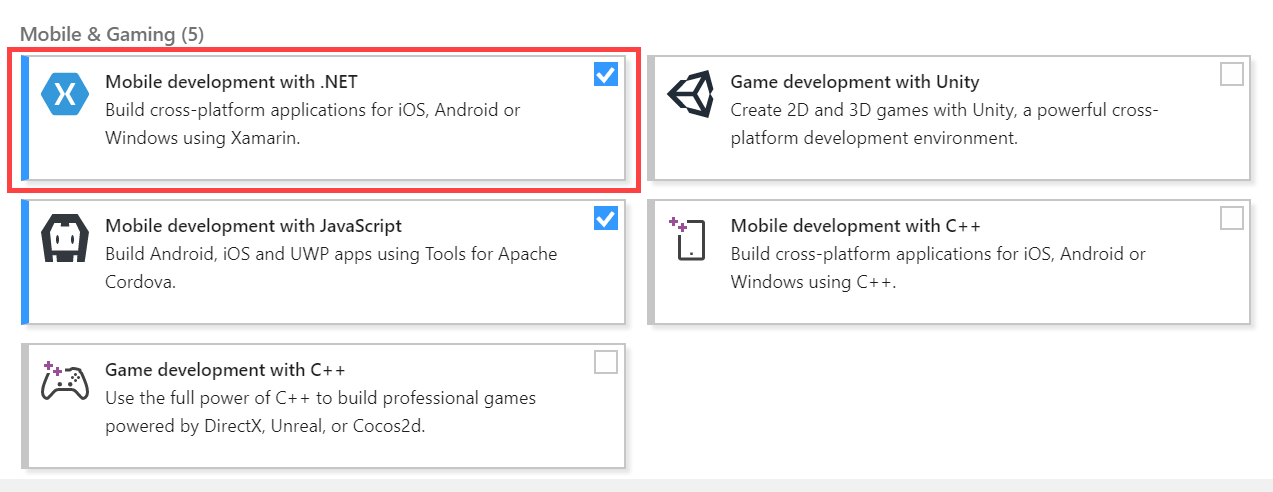 Mobile & Gaming (5)
Mobile development with .NET
Build cross-platform applications for iOS, Android or
Windows using Xamarin.
Game development with Unity
Create 2D and 3D games with Unity, a powerful cross-
platform development environment.
Mobile development with JavaScript
Build Android, iOS and UWP apps using Tools for Apache
Cordova.
Mobile development with C++
Build cross-platform applications for iOS, Android or
Windows using C++.
Game development with C++
Use the full power of C++ to build professional games
powered by DirectX, Unreal, or Cocos2d.